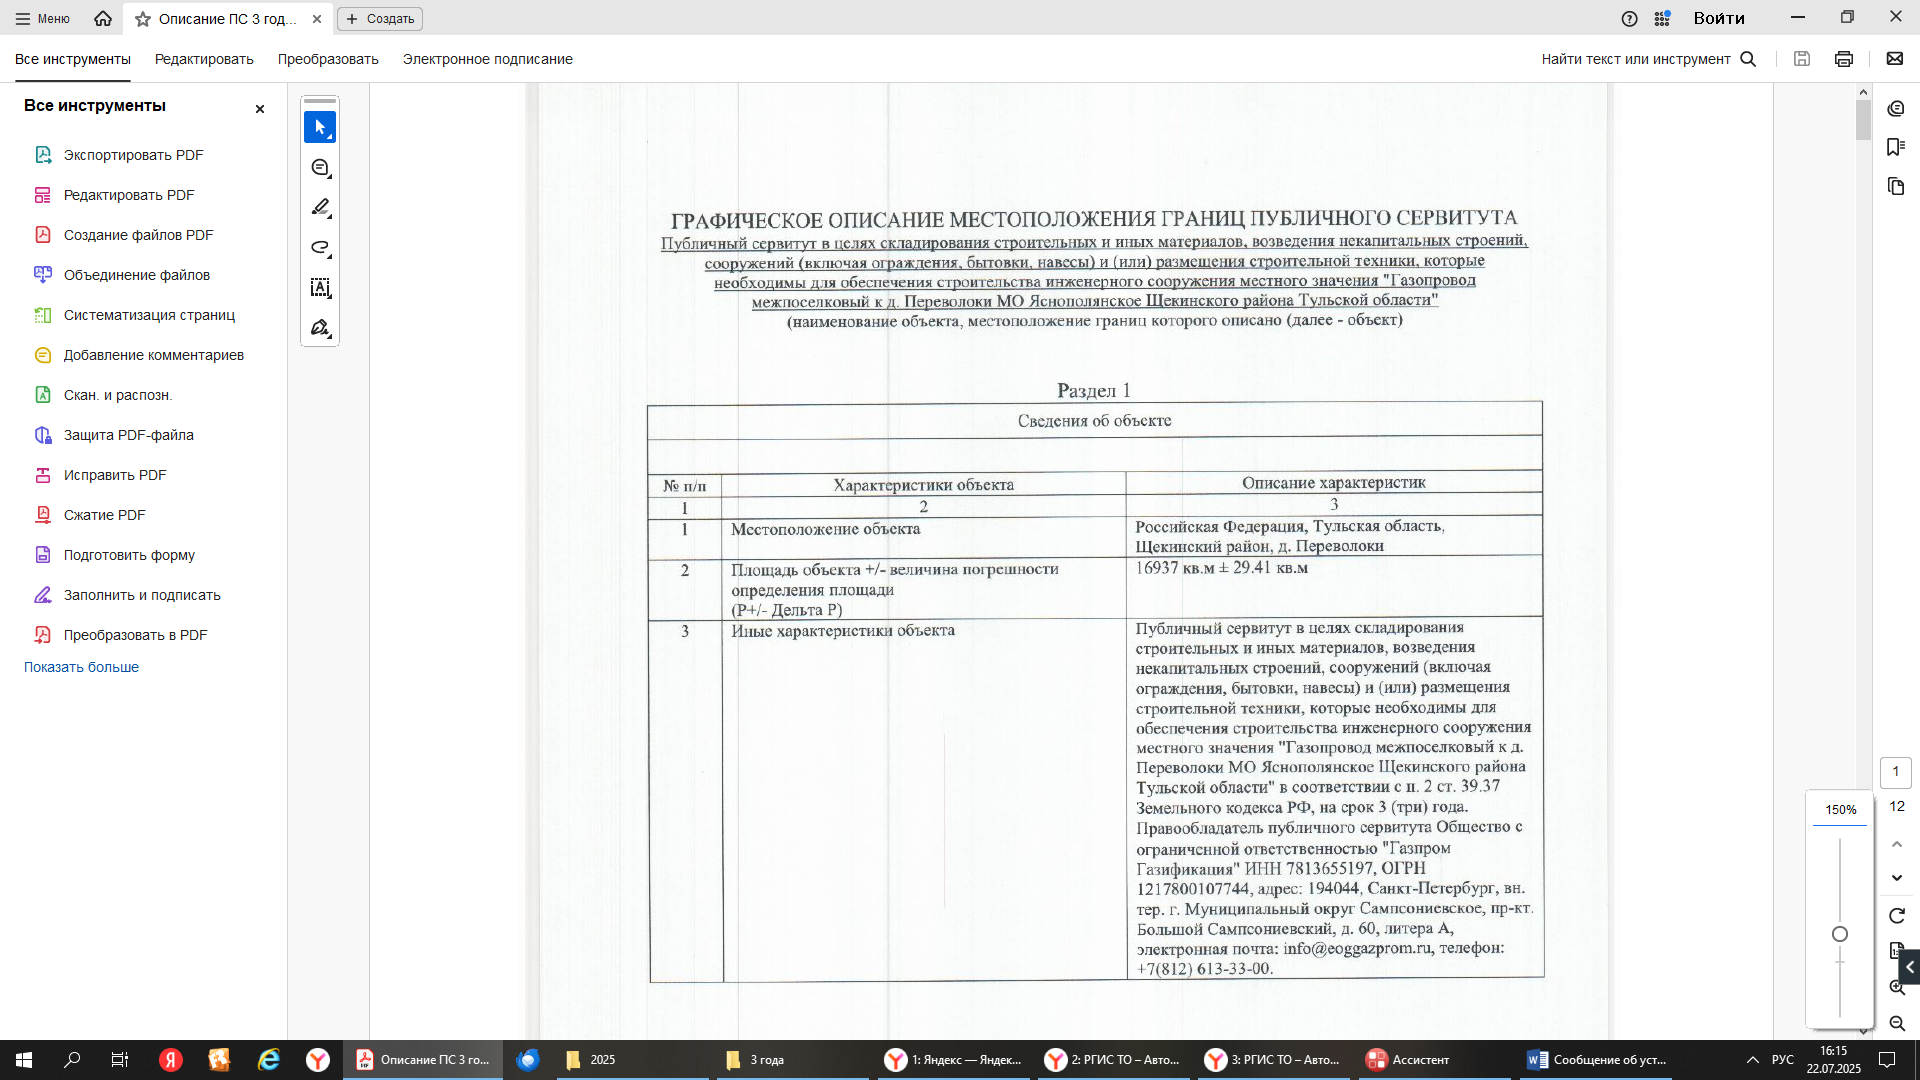 Меню
Описание ПС 3 год...
Создать
Войти
Все инструменты
Редактировать
Преобразовать
Электронное подписание
Найти текст или инструмент
Все инструменты
Экспортировать PDF
Редактировать PDF
Создание файлов PDF
Объединение файлов
Систематизация страниц
Добавление комментариев
Скан. и распозн.
Защита PDF-файла
Исправить PDF
Сжатие PDF
Подготовить форму
Заполнить и подписать
Преобразовать в PDF
Показать больше
ГРАФИЧЕСКОЕ ОПИСАНИЕ МЕСТОПОЛОЖЕНИЯ ГРАНИЦ ПУБЛИЧНОГО СЕРВИТУТА
Публичный сервитут в целях складирования строительных и иных материалов, возведения некапитальных строений,
сооружений (включая ограждения, бытовки, навесы) и (или) размещения строительной техники, которые
необходимы для обеспечения строительства инженерного сооружения местного значения "Газопровод
межпоселковый к д. Переволоки МО Яснополянское Щекинского района Тульской области"
(наименование объекта, местоположение границ которого описано (далее - объект)
Раздел 1
Сведения об объекте
№ п/п
Характеристики объекта
Описание характеристик
1
2
3
1
Местоположение объекта
Российская Федерация, Тульская область,
Щекинский район, д. Переволоки
2
Площадь объекта +/- величина погрешности
определения площади
(Р+/- Дельта Р)
16937 кв.м ± 29.41 кв.м
3
Иные характеристики объекта
Публичный сервитут в целях складирования
строительных и иных материалов, возведения
некапитальных строений, сооружений (включая
ограждения, бытовки, навесы) и (или) размещения
строительной техники, которые необходимы для
обеспечения строительства инженерного сооружения
местного значения "Газопровод межпоселковый к д.
Переволоки МО Яснополянское Щекинского района
Тульской области" в соответствии с п. 2 ст. 39.37
Земельного кодекса РФ, на срок 3 (три) года.
Правообладатель публичного сервитута Общество с
ограниченной ответственностью "Газпром
Газификация" ИНН 7813655197, ОГРН
1217800107744, адрес: 194044, Санкт-Петербург, вн.
тер. г. Муниципальный округ Сампсониевское, пр-кт.
Большой Сампсониевский, д. 60, литера А,
электронная почта: info@eoggazprom.ru, телефон:
+7(812) 613-33-00.
1
12
150%
Описание ПС 3 го...
2025
3 года
1: Яндекс — Яндек...
2: РГИС ТО – Авто...
3: РГИС ТО – Авто...
Ассистент
Сообщение об уст...
РУС
16:15
22.07.2025